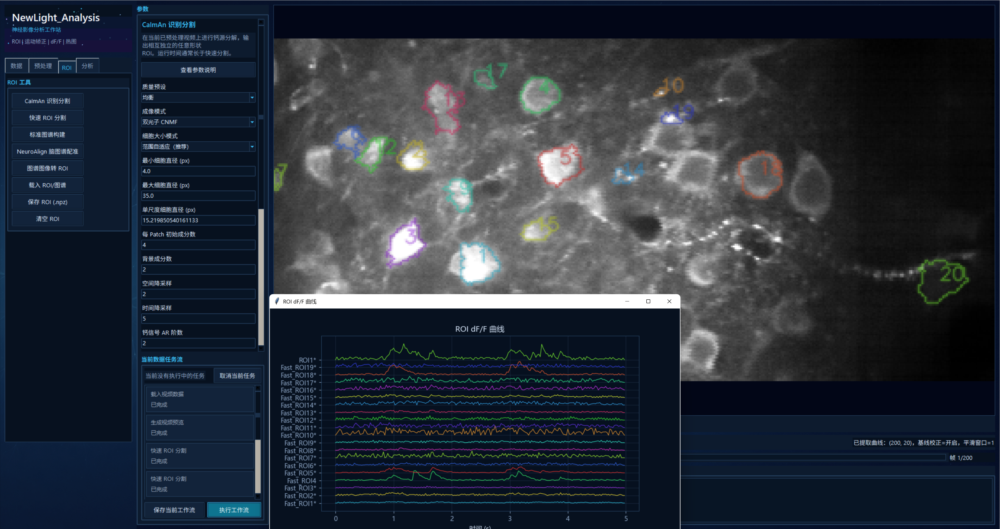 NewLight_Analysis
神经影像分析工作站
ROI | 运动矫正 | dF/F | 热图
数据
预处理
ROI
分析
ROI 工具
CaImAn 识别分割
快速 ROI 分割
标准图谱构建
NeuroAlign 脑图谱配准
图谱图像转 ROI
载入 ROI/图谱
保存 ROI (.npz)
清空 ROI
参数
CaImAn 识别分割
在当前已预处理视频上进行钙源分解，输
出相互独立的任意形状
ROI。运行时间通常长于快速分割。
查看参数说明
质量预设
均衡
成像模式
双光子 CNMF
细胞大小模式
范围自适应（推荐）
最小细胞直径 (px)
4.0
最大细胞直径 (px)
35.0
单尺度细胞直径 (px)
15.219850540161133
每 Patch 初始成分数
4
背景成分数
2
空间降采样
2
时间降采样
5
钙信号 AR 阶数
2
当前数据任务流
当前没有执行中的任务
取消当前任务
载入视频数据
已完成
生成视频预览
已完成
快速 ROI 分割
已完成
快速 ROI 分割
已完成
保存当前工作流
执行工作流
17
4
10
13
19
2
5
14
18
7
9
3
15
1
20
ROI dF/F 曲线
ROI dF/F 曲线
ROI1*
Fast_ROI19*
Fast_ROI18*
Fast_ROI17*
Fast_ROI16*
Fast_ROI15*
Fast_ROI14*
Fast_ROI13*
Fast_ROI12*
Fast_ROI11*
Fast_ROI10*
Fast_ROI9*
Fast_ROI8*
Fast_ROI7*
Fast_ROI6*
Fast_ROI5*
Fast_ROI4
Fast_ROI3*
Fast_ROI2*
Fast_ROI1*
0 1 2 3 4 5
时间 (s)
已提取曲线：(200, 20)，基线校正=开启，平滑窗口=1
帧 1/200